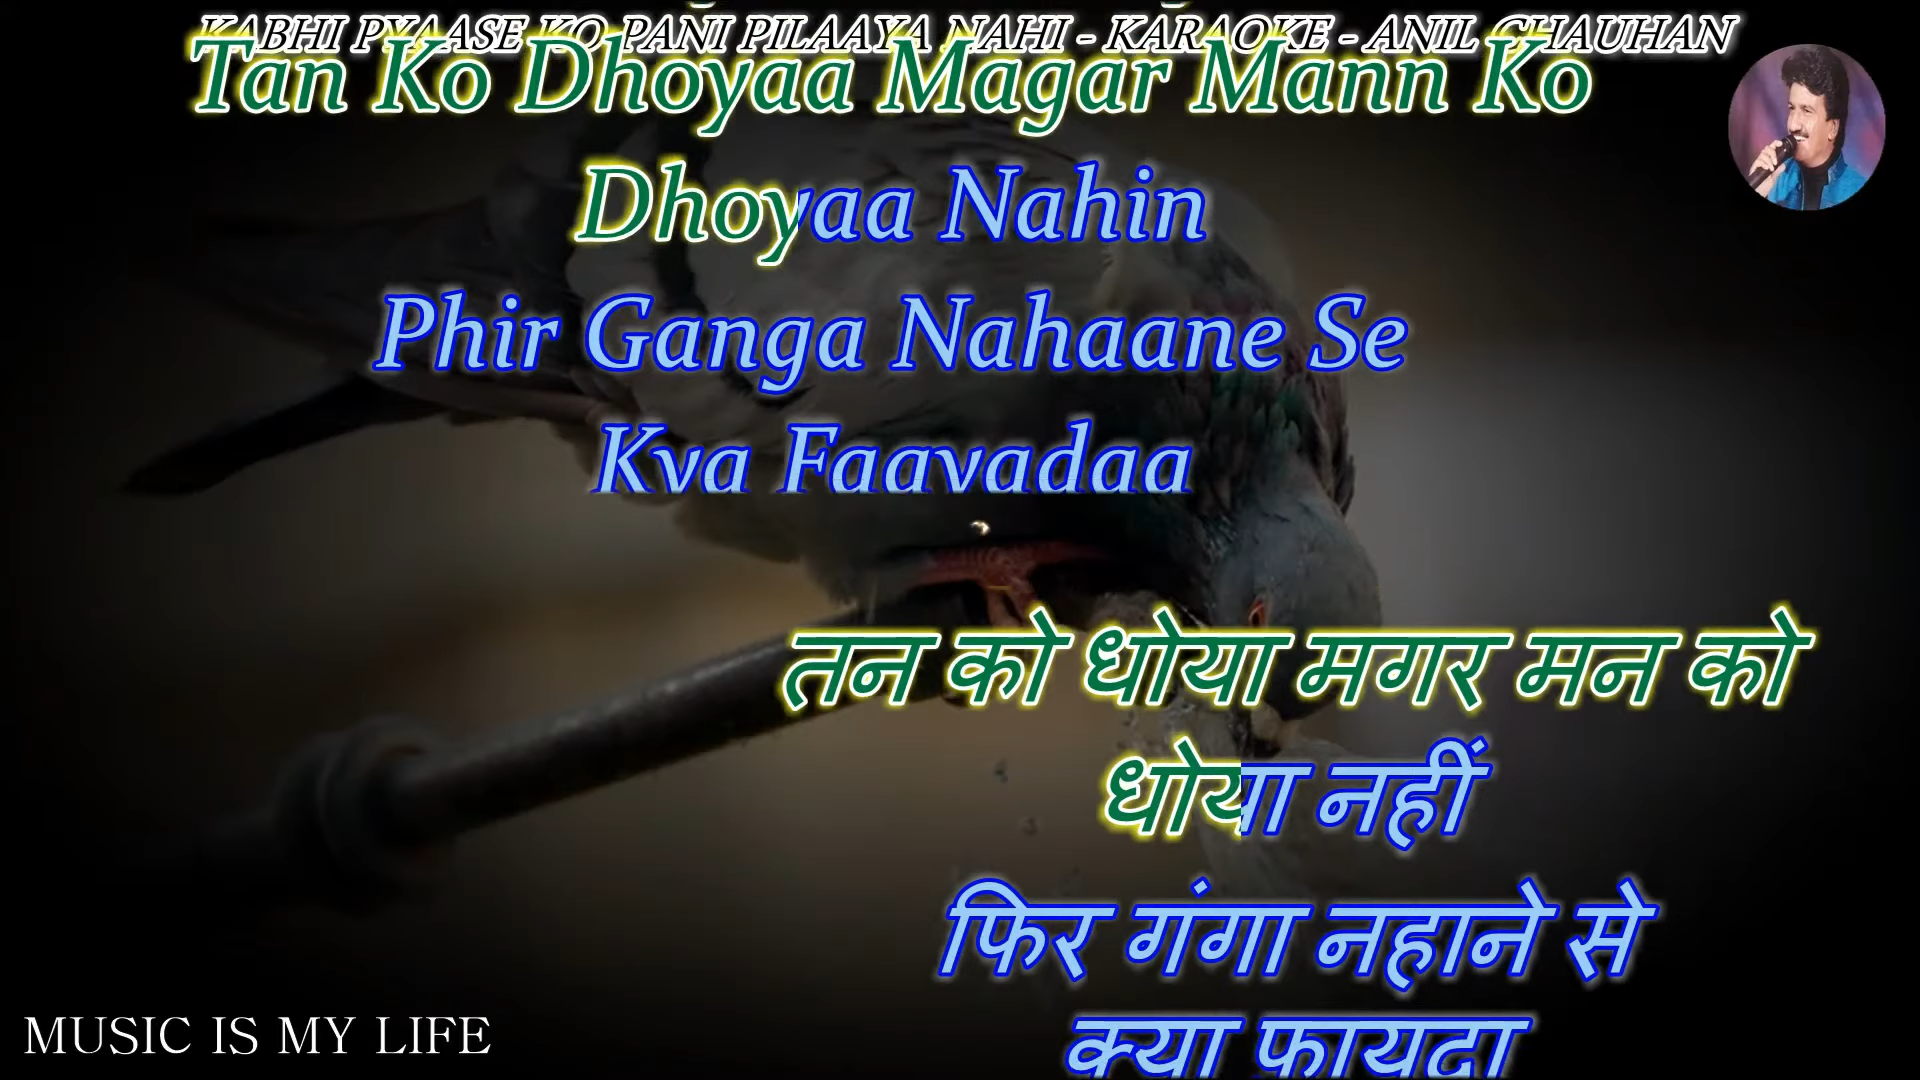 KABHI PYAASE KO PANI PILAAYA NAHI - KARAOKE - ANIL CHAUHAN
Tan Ko Dhoyaa Magar Mann Ko
Dhoyaa Nahin
Phir Ganga Nahaane Se
Kya Faayadaa
तन को धोया मगर मन को
धोया नहीं
फिर गंगा नहाने से
क्या फ़ायदा
MUSIC IS MY LIFE